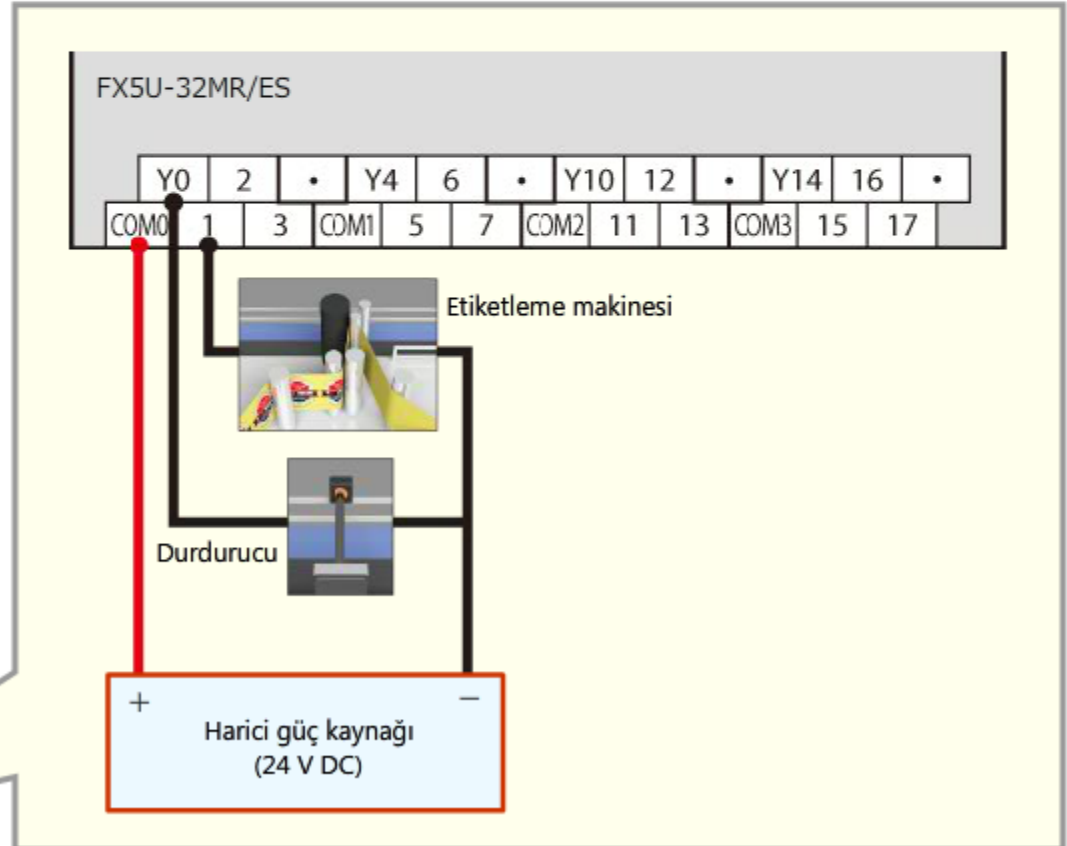 FX5U-32MR/ES
Y0 2 • Y4 6 • Y10 12 • Y14 16 •
COM0 1 3 COM1 5 7 COM2 11 13 COM3 15 17
Etiketleme makinesi
Durdurucu
+ −
Harici güç kaynağı
(24 V DC)